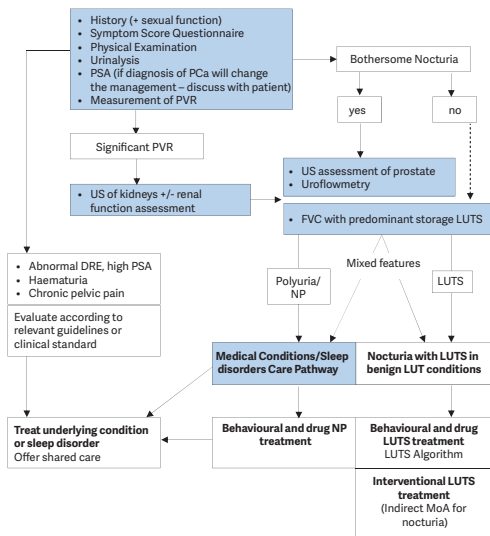 • History (+ sexual function)
• Symptom Score Questionnaire
• Physical Examination
• Urinalysis
• PSA (if diagnosis of PCa will change
the management – discuss with patient)
• Measurement of PVR
Bothersome Nocturia
yes
no
Significant PVR
• US assessment of prostate
• Uroflowmetry
• US of kidneys +/- renal
function assessment
• FVC with predominant storage LUTS
• Abnormal DRE, high PSA
• Haematuria
• Chronic pelvic pain
Evaluate according to
relevant guidelines or
clinical standard
Polyuria/
NP
Mixed features
LUTS
Medical Conditions/Sleep
disorders Care Pathway
Nocturia with LUTS in
benign LUT conditions
Treat underlying condition
or sleep disorder
Offer shared care
Behavioural and drug NP
treatment
Behavioural and drug
LUTS treatment
LUTS Algorithm
Interventional LUTS
treatment
(Indirect MoA for
nocturia)